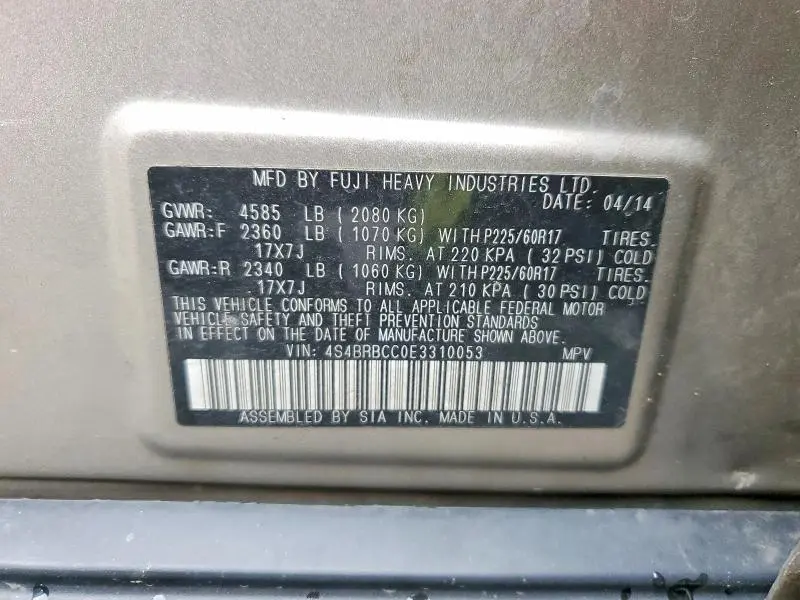 MFD BY FUJI HEAVY INDUSTRIES LTD.
DATE: 04/14
GVWR: 4585 LB (2080 KG)
GAWR:F 2360 LB (1070 KG) WITH P225/60R17 TIRES.
17X7J RIMS. AT 220 KPA (32 PSI) COLD
GAWR:R 2340 LB (1060 KG) WITH P225/60R17 TIRES.
17X7J RIMS. AT 210 KPA (30 PSI) COLD
THIS VEHICLE CONFORMS TO ALL APPLICABLE FEDERAL MOTOR
VEHICLE SAFETY AND THEFT PREVENTION STANDARDS
IN EFFECT ON THE DATE OF MANUFACTURE SHOWN ABOVE.
VIN: 4S4BRBCC0E3310053 MPV
ASSEMBLED BY SIA INC. MADE IN U.S.A.